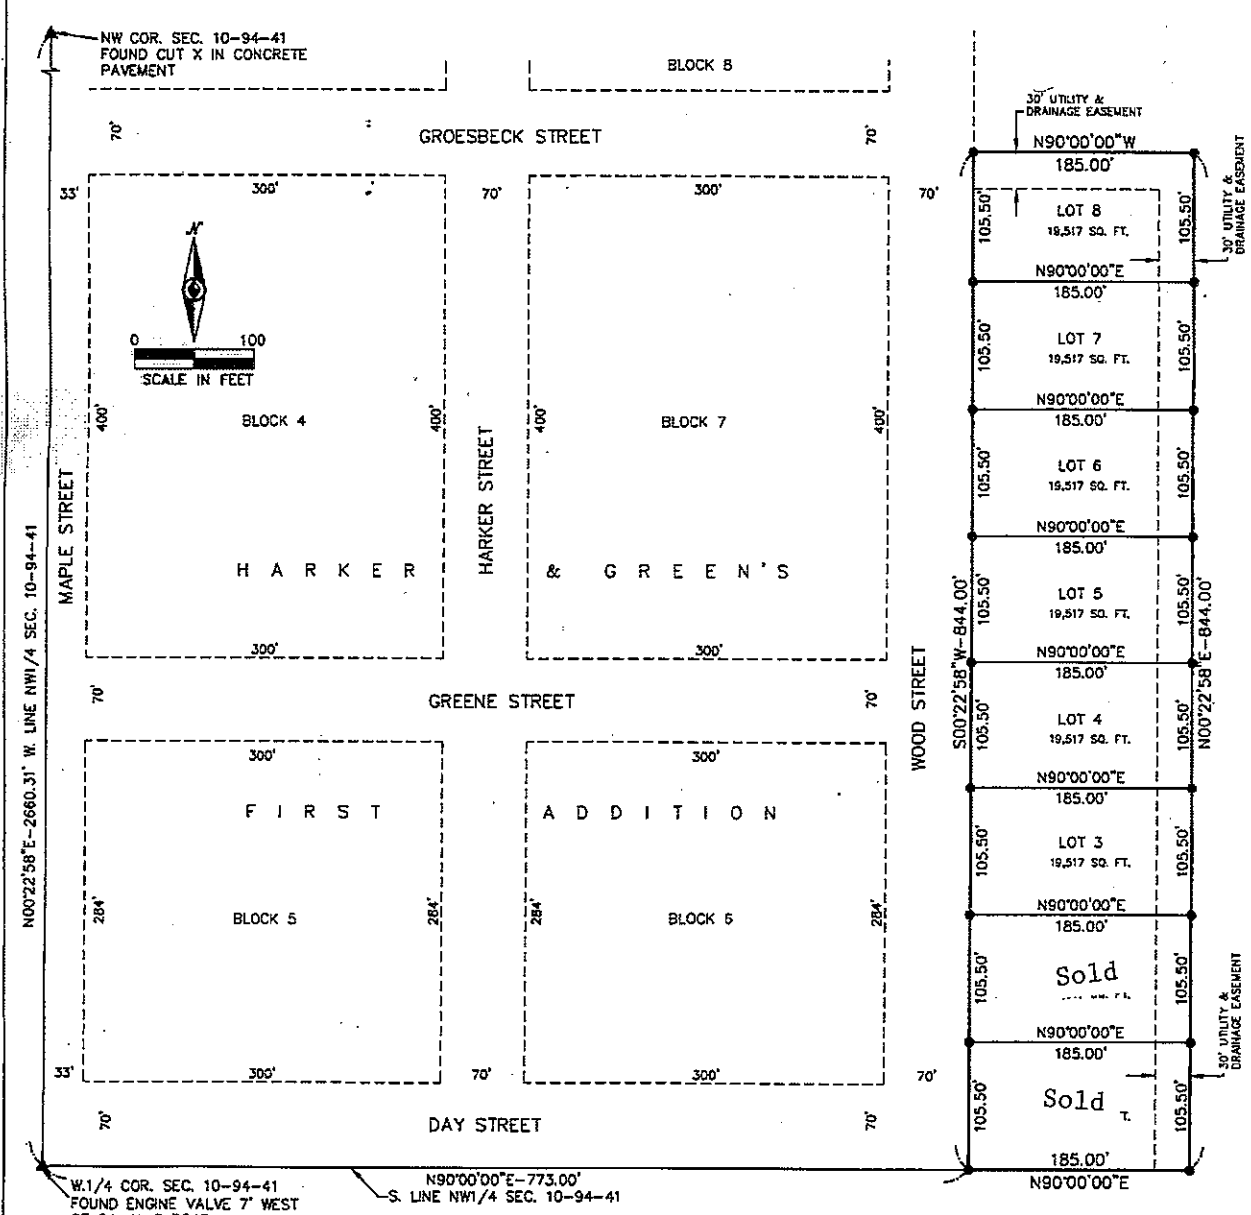 NW COR. SEC. 10-94-41
FOUND CUT X IN CONCRETE
PAVEMENT
BLOCK 8
30' UTILITY &
DRAINAGE EASEMENT
70'
GROESBECK STREET
70'
N90°00'00"W
185.00'
30' UTILITY &
DRAINAGE EASEMENT
33'
300'
70'
300'
70'
N
0 100
SCALE IN FEET
105.50'
LOT 8
19,517 SQ. FT.
105.50'
N90°00'00"E
185.00'
105.50'
LOT 7
19,517 SQ. FT.
105.50'
N90°00'00"E
185.00'
400'
BLOCK 4
400'
400'
BLOCK 7
400'
105.50'
LOT 6
19,517 SQ. FT.
105.50'
N90°00'00"E
185.00'
MAPLE STREET
HARKER STREET
HARKER & GREEN'S
105.50'
LOT 5
19,517 SQ. FT.
105.50'
N90°00'00"E
185.00'
300'
300'
N00°22'58"E-2660.31' W. LINE NW1/4 SEC. 10-94-41
70'
GREENE STREET
70'
WOOD STREET
S00°22'58"W-844.00'
N00°22'58"E-844.00'
105.50'
LOT 4
19,517 SQ. FT.
105.50'
N90°00'00"E
185.00'
300'
300'
FIRST ADDITION
105.50'
LOT 3
19,517 SQ. FT.
105.50'
N90°00'00"E
185.00'
284'
BLOCK 5
284'
284'
BLOCK 6
284'
105.50'
Sold
105.50'
N90°00'00"E
185.00'
30' UTILITY &
DRAINAGE EASEMENT
33'
300'
70'
300'
70'
105.50'
Sold
T.
105.50'
70'
DAY STREET
70'
185.00'
N90°00'00"E
W.1/4 COR. SEC. 10-94-41
FOUND ENGINE VALVE 7' WEST
N90°00'00"E-773.00'
S. LINE NW1/4 SEC. 10-94-41